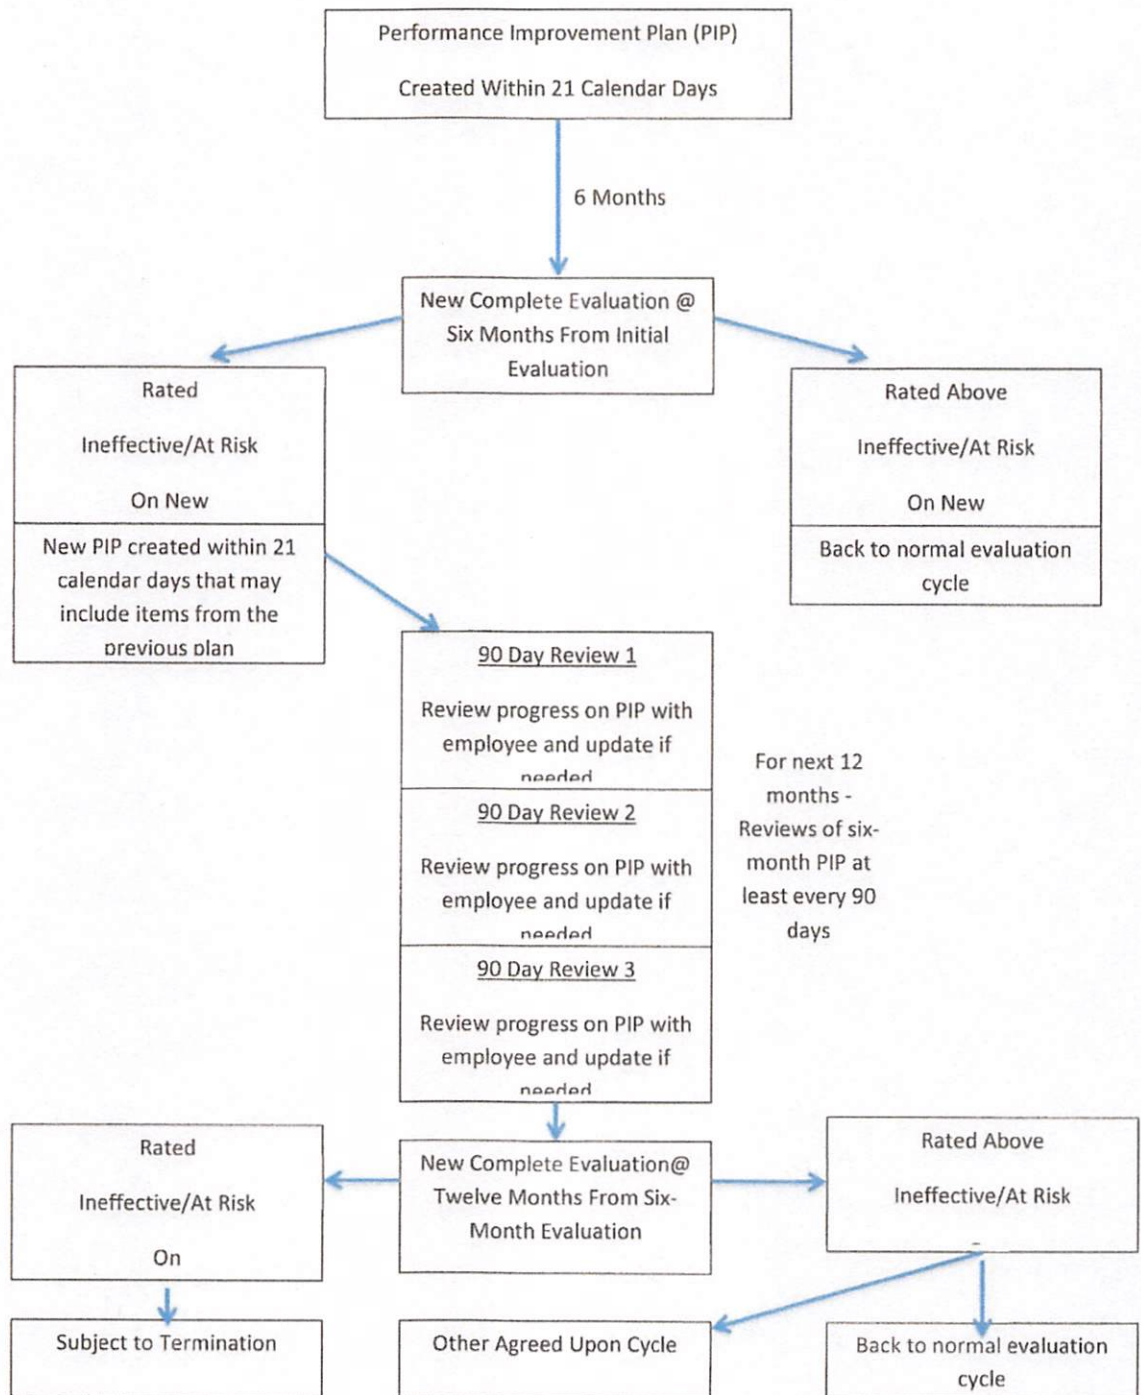 Performance Improvement Plan (PIP)
Created Within 21 Calendar Days
6 Months
New Complete Evaluation @
Six Months From Initial
Evaluation
Rated
Ineffective/At Risk
On New
New PIP created within 21
calendar days that may
include items from the
previous plan
Rated Above
Ineffective/At Risk
On New
Back to normal evaluation
cycle
90 Day Review 1
Review progress on PIP with
employee and update if
needed
90 Day Review 2
Review progress on PIP with
employee and update if
needed
90 Day Review 3
Review progress on PIP with
employee and update if
needed
For next 12
months -
Reviews of six-
month PIP at
least every 90
days
Rated
Ineffective/At Risk
On
New Complete Evaluation@
Twelve Months From Six-
Month Evaluation
Rated Above
Ineffective/At Risk
Subject to Termination
Other Agreed Upon Cycle
Back to normal evaluation
cycle